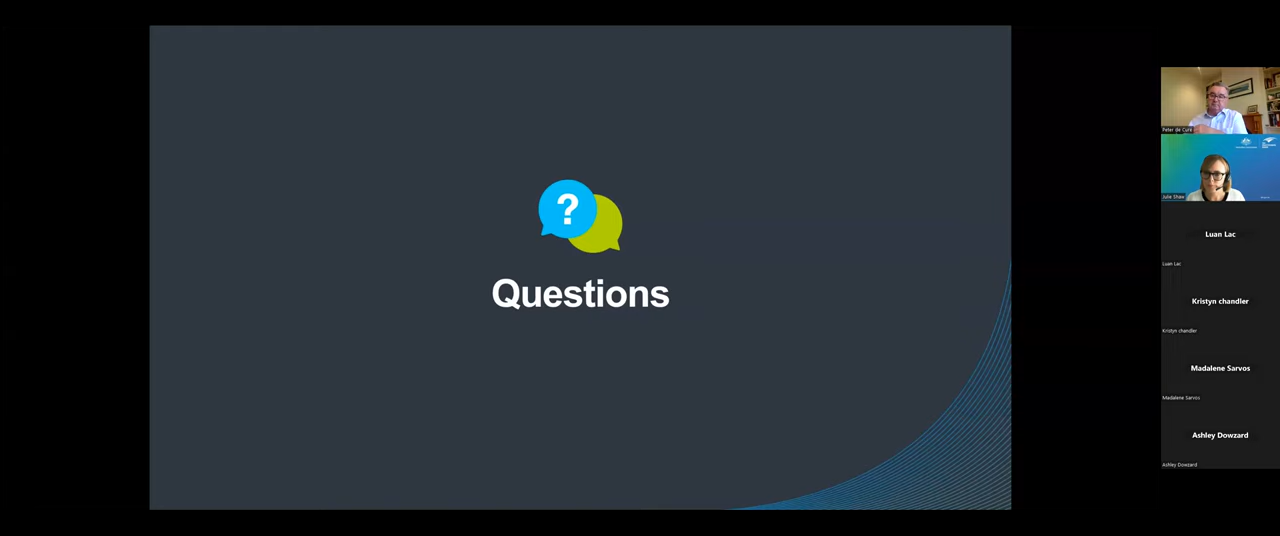 ?
Questions
Peter de Cure
Julie Shaw
Luan Lac
Luan Lac
Kristyn chandler
Kristyn chandler
Madalene Sarvos
Madalene Sarvos
Ashley Dowzard
Ashley Dowzard